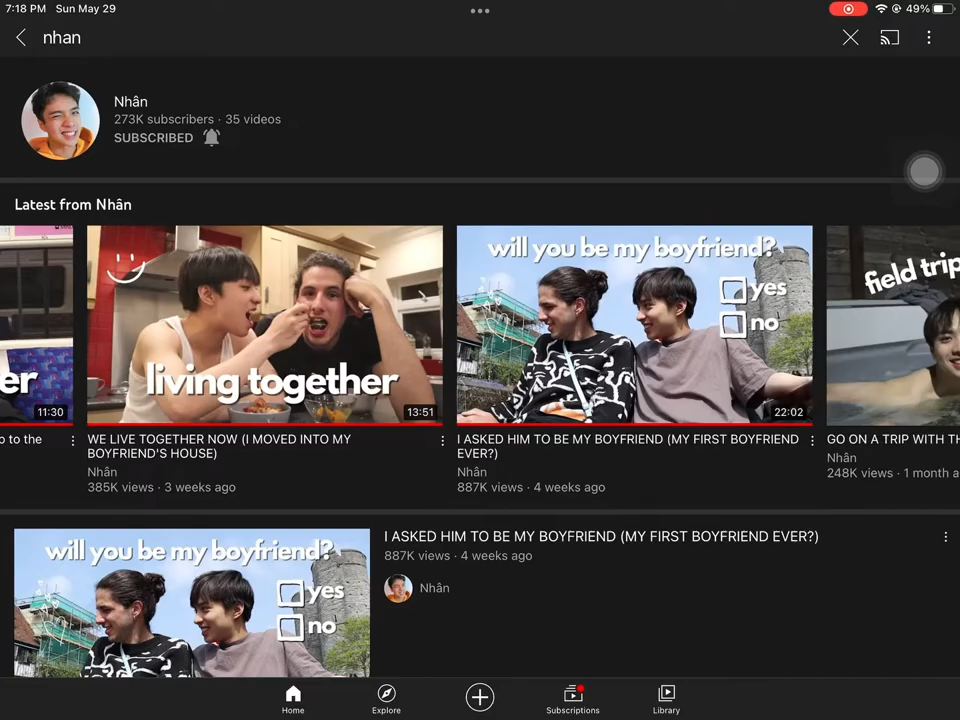 7:18 PM Sun May 29
49%
nhan
Nhân
273K subscribers · 35 videos
SUBSCRIBED
Latest from Nhân
er
11:30
living together
13:51
will you be my boyfriend?
yes
no
22:02
field trip
o to the
WE LIVE TOGETHER NOW (I MOVED INTO MY
BOYFRIEND'S HOUSE)
Nhân
385K views · 3 weeks ago
I ASKED HIM TO BE MY BOYFRIEND (MY FIRST BOYFRIEND
EVER?)
Nhân
887K views · 4 weeks ago
GO ON A TRIP WITH TH
Nhân
248K views · 1 month a
will you be my boyfriend?
yes
no
I ASKED HIM TO BE MY BOYFRIEND (MY FIRST BOYFRIEND EVER?)
887K views · 4 weeks ago
Nhân
Home
Explore
Subscriptions
Library